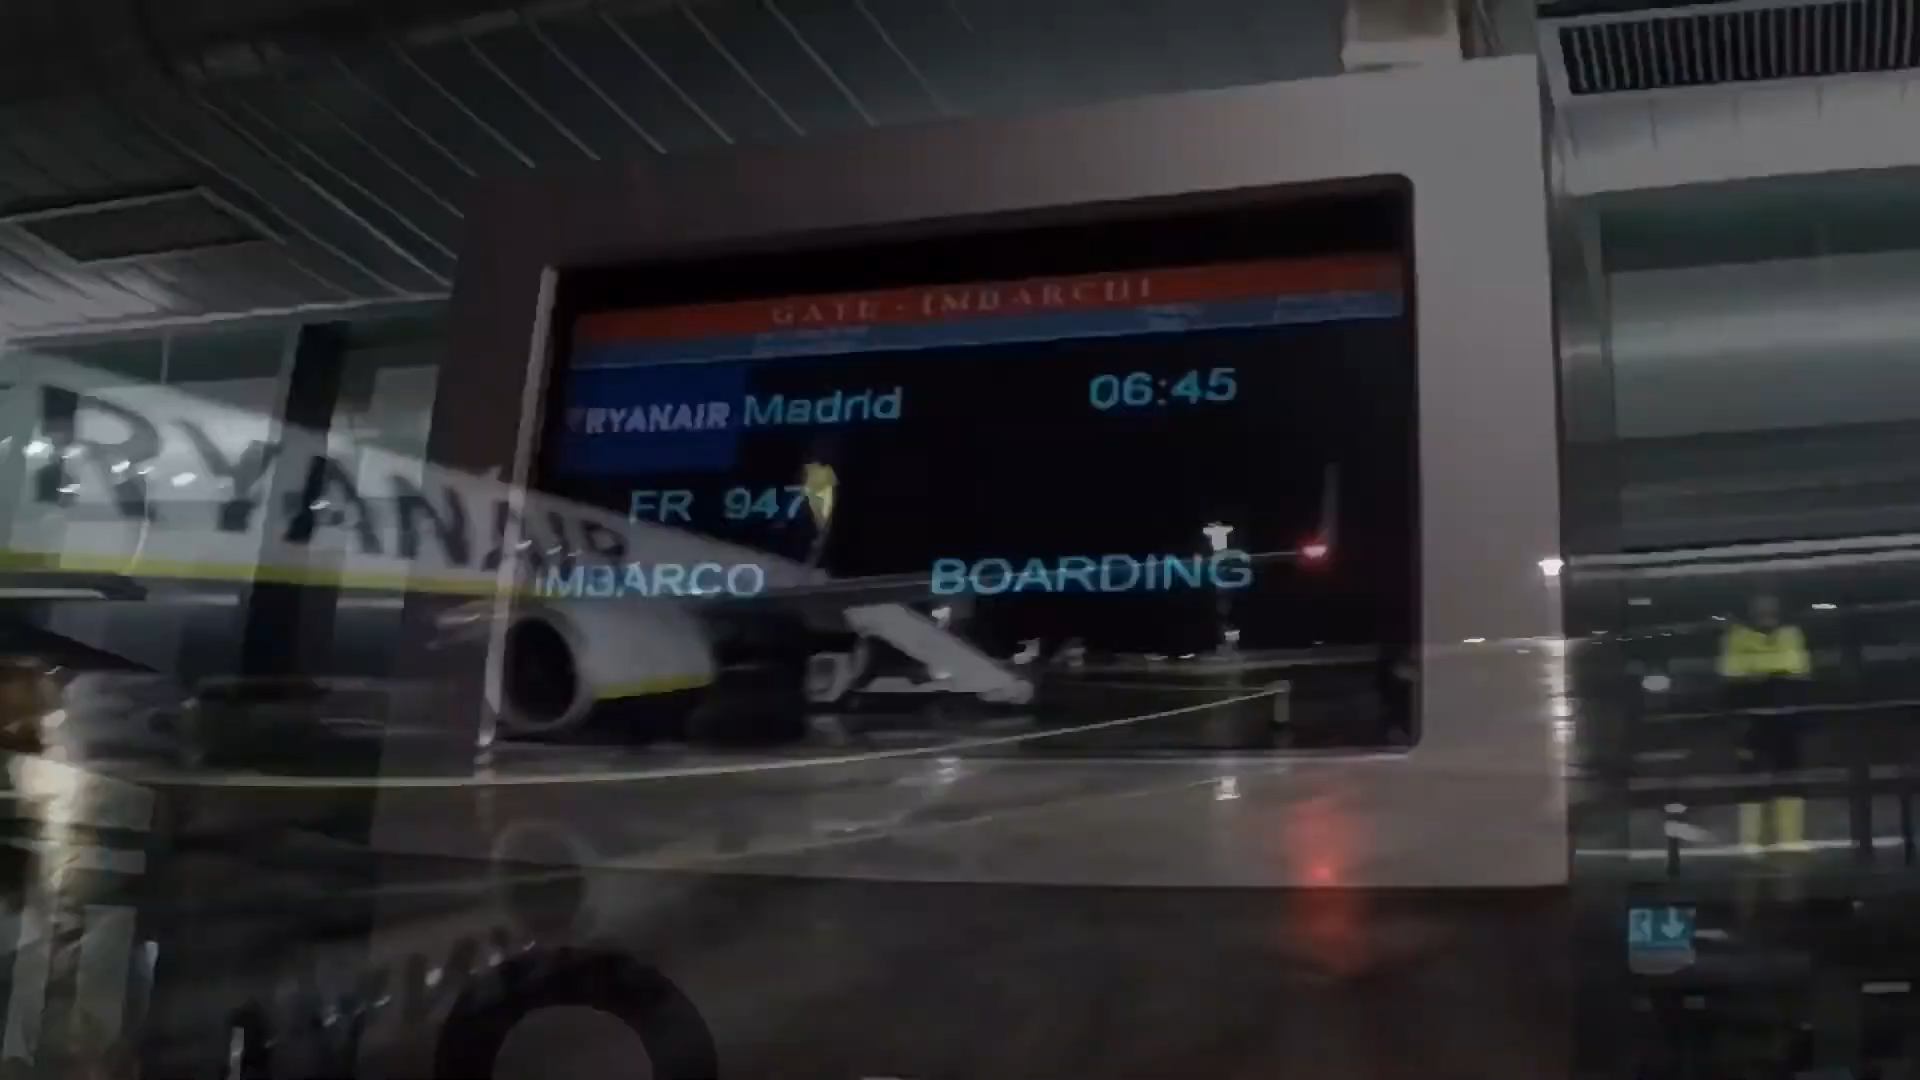 GATE - IMBARCHI
RYANAIR Madrid 06:45
FR 947
IMBARCO BOARDING
RYANAIR